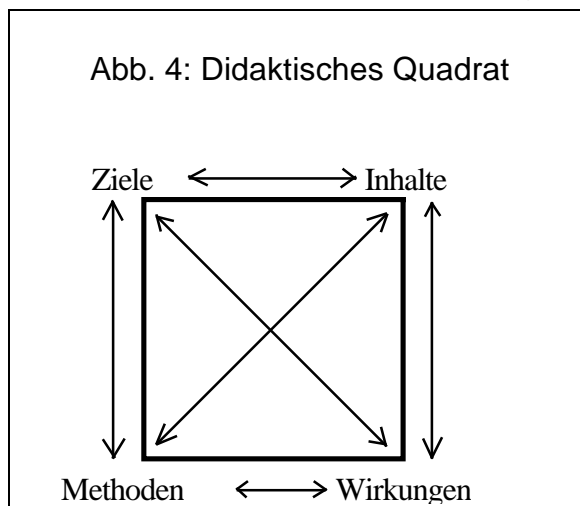 Abb. 4: Didaktisches Quadrat
Ziele Inhalte
Methoden Wirkungen